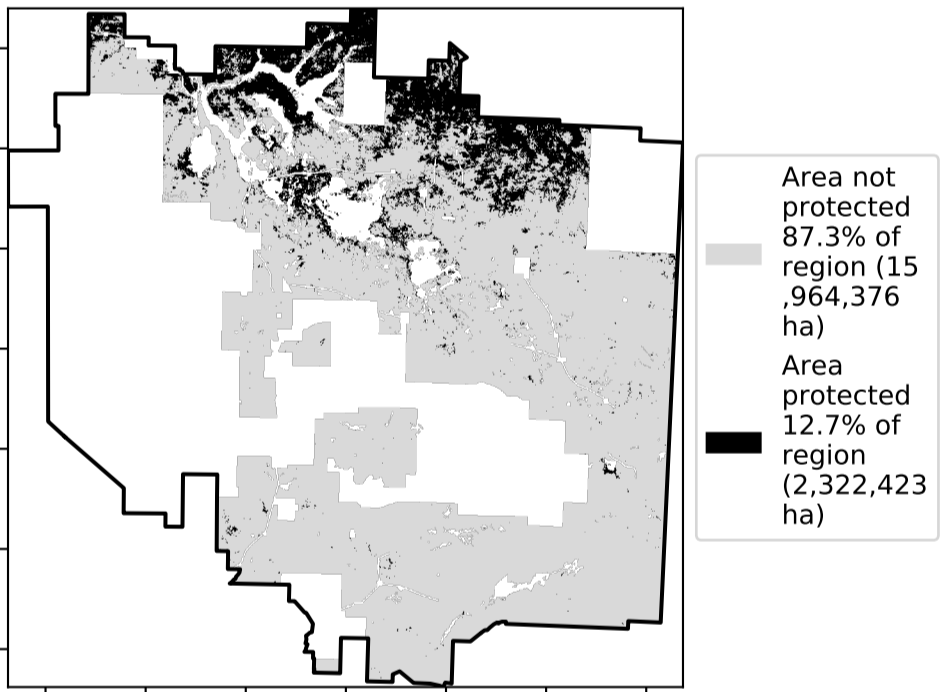 Area not
protected
87.3% of
region (15
,964,376
ha)
Area
protected
12.7% of
region
(2,322,423
ha)